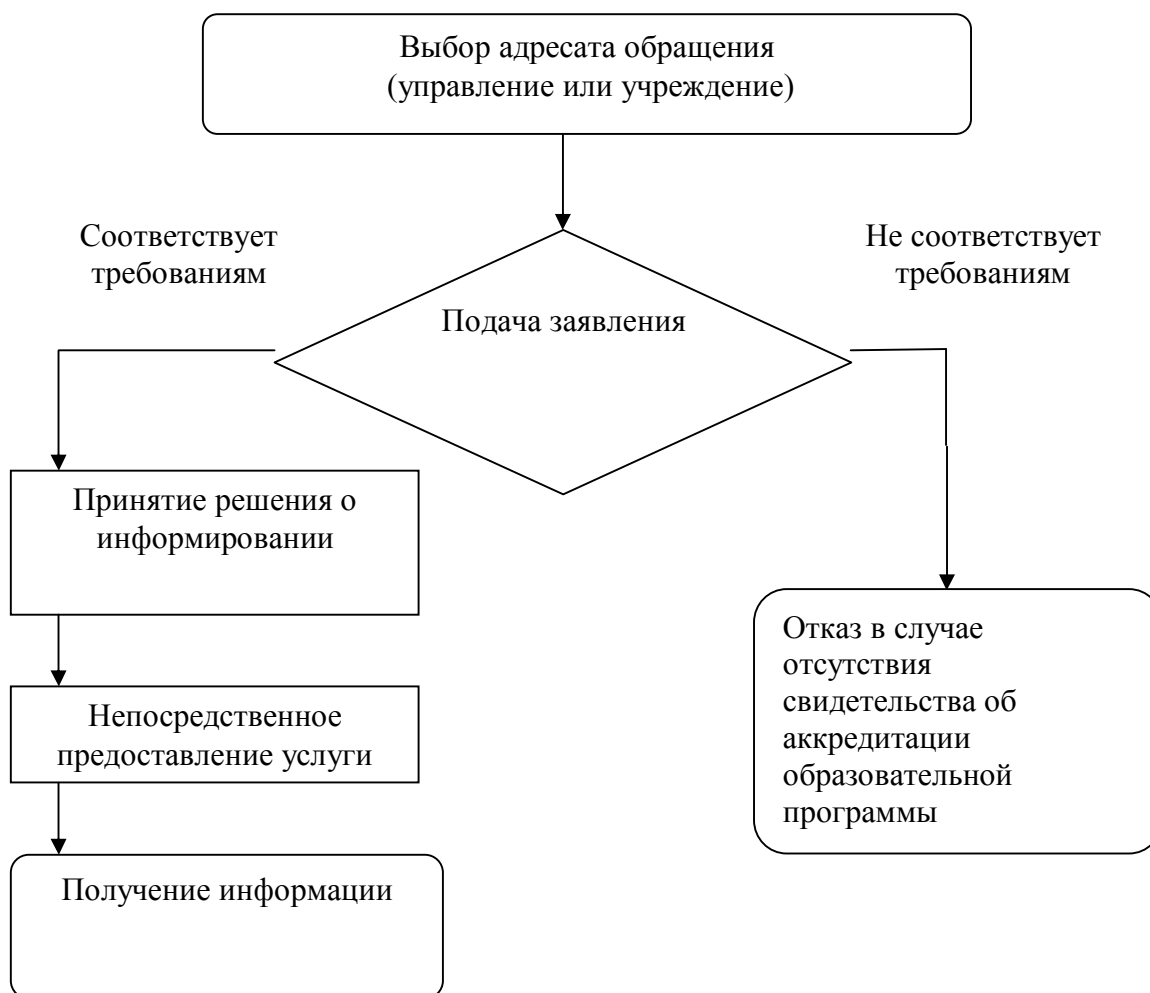 Выбор адресата обращения
(управление или учреждение)
Соответствует
требованиям
Не соответствует
требованиям
Подача заявления
Принятие решения о
информировании
Непосредственное
предоставление услуги
Получение информации
Отказ в случае
отсутствия
свидетельства об
аккредитации
образовательной
программы